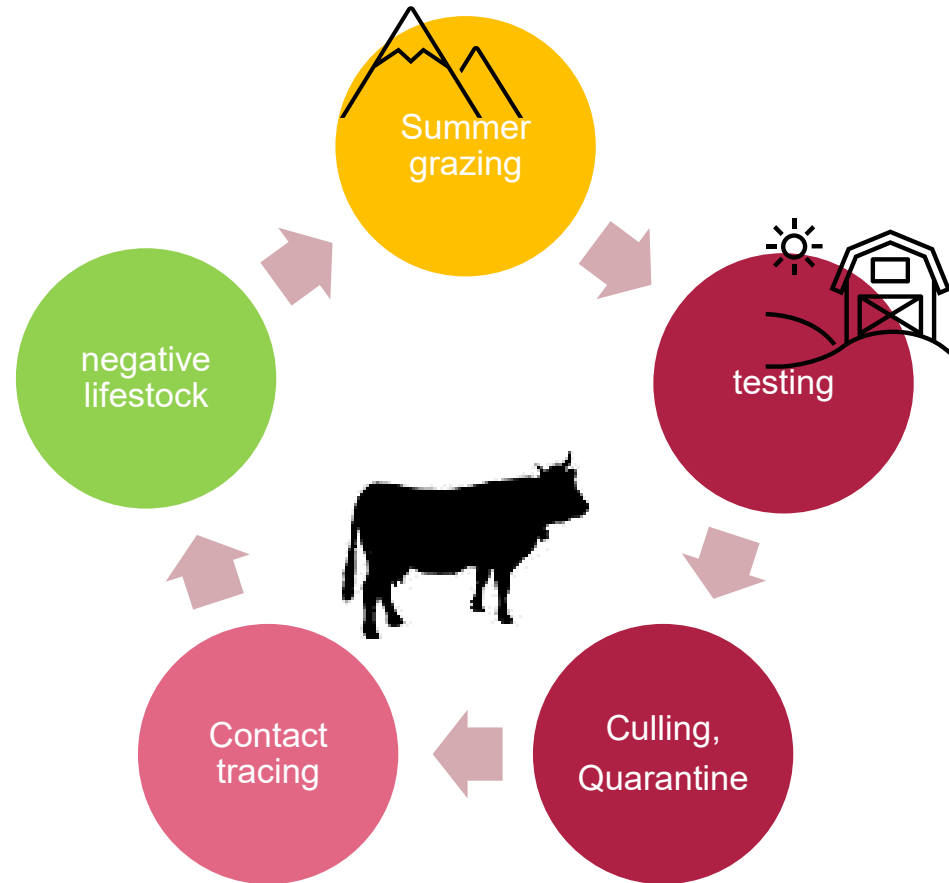 Summer
grazing
testing
Culling,
Quarantine
Contact
tracing
negative
lifestock